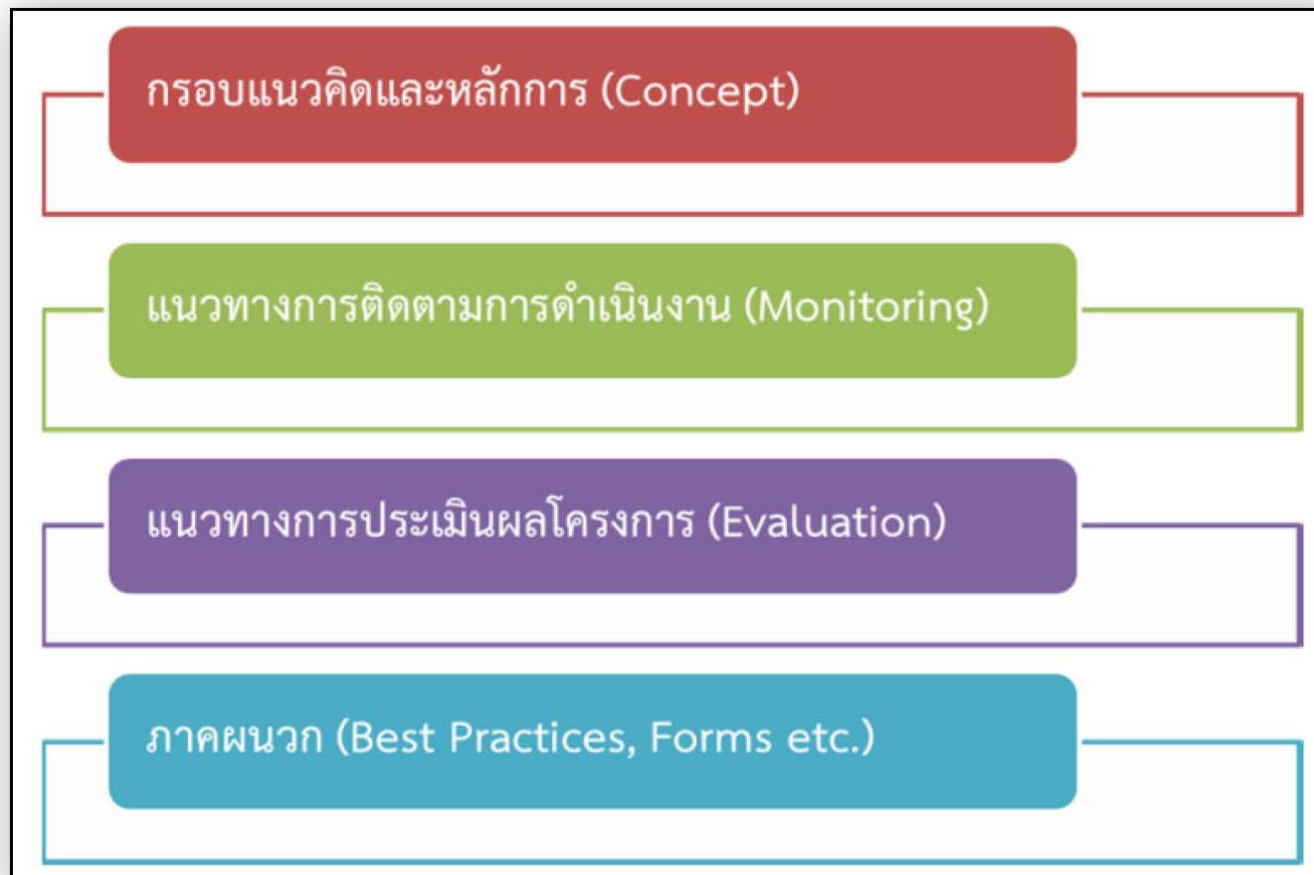 กรอบแนวคิดและหลักการ (Concept)
แนวทางการติดตามการดำเนินงาน (Monitoring)
แนวทางการประเมินผลโครงการ (Evaluation)
ภาคผนวก (Best Practices, Forms etc.)